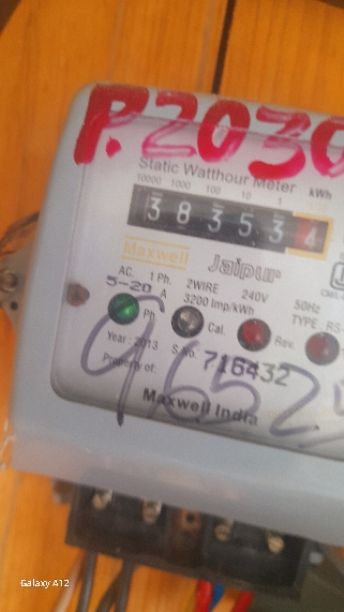 P.2030
Static Watthour Meter
10000 1000 100 10 1 kWh
3 8 3 5 3 4
Maxwell Jaipur
AC. 1 Ph. 2WIRE 240V 50Hz
5-20 A 3200 Imp/kWh TYPE RS-
Ph. Cal. Rev.
Year: 2013 S.No. 716432
Property of:
9652
Maxwell India
Galaxy A12